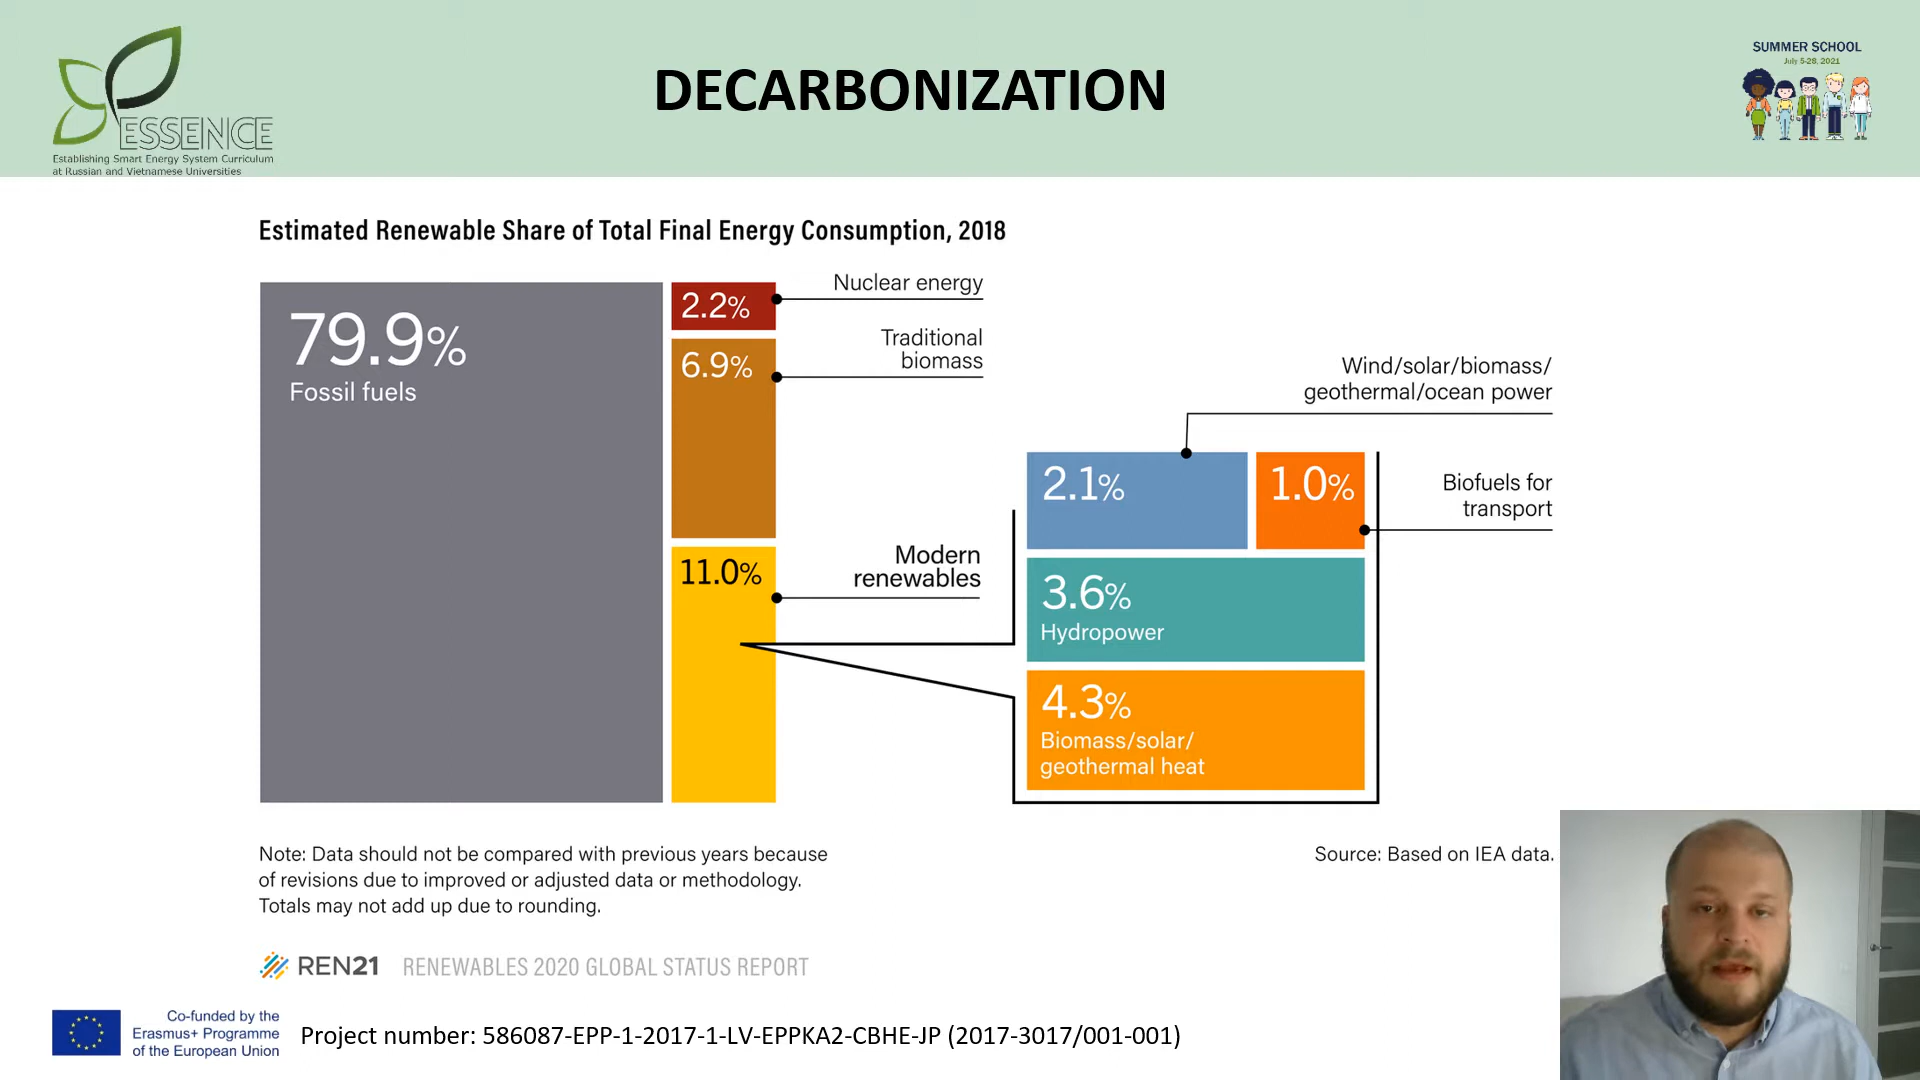 ESSENCE
Establishing Smart Energy System Curriculum
at Russian and Vietnamese Universities
DECARBONIZATION
SUMMER SCHOOL
July 5-28, 2021
Estimated Renewable Share of Total Final Energy Consumption, 2018
79.9%
Fossil fuels
2.2%
Nuclear energy
6.9%
Traditional
biomass
11.0%
Modern
renewables
Wind/solar/biomass/
geothermal/ocean power
2.1%
1.0%
Biofuels for
transport
3.6%
Hydropower
4.3%
Biomass/solar/
geothermal heat
Note: Data should not be compared with previous years because
of revisions due to improved or adjusted data or methodology.
Totals may not add up due to rounding.
Source: Based on IEA data.
REN21 RENEWABLES 2020 GLOBAL STATUS REPORT
Co-funded by the
Erasmus+ Programme
of the European Union
Project number: 586087-EPP-1-2017-1-LV-EPPKA2-CBHE-JP (2017-3017/001-001)